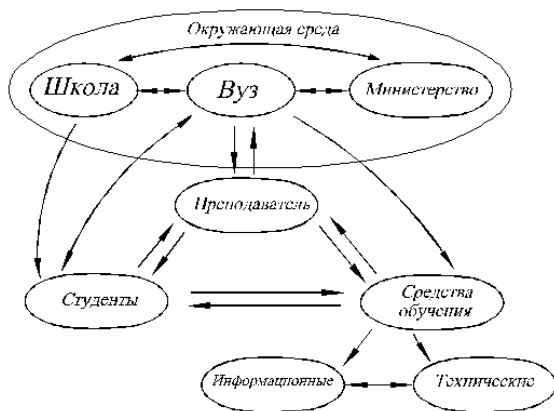 Окружающая среда
Школа
Вуз
Министерство
Преподаватель
Студенты
Средства
обучения
Информационные
Технические